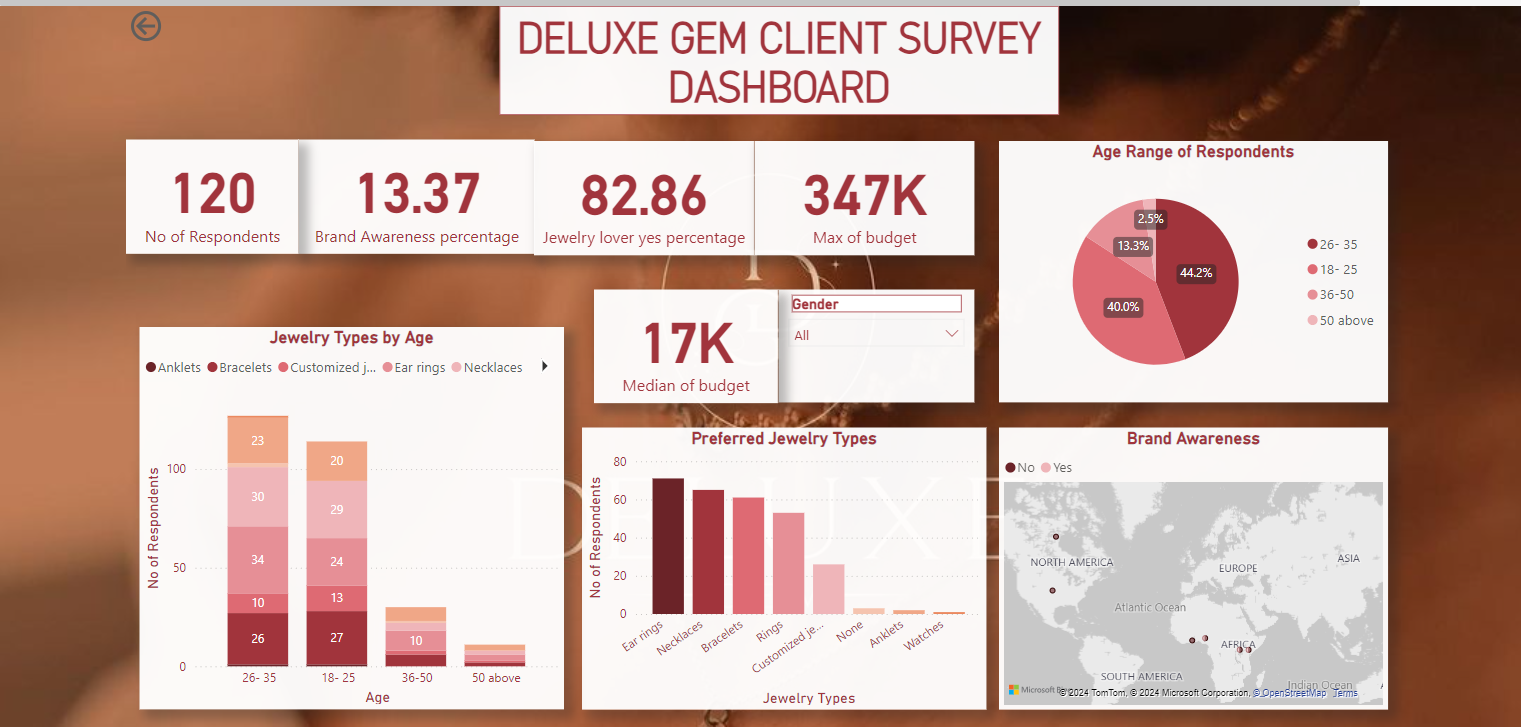 DELUXE GEM CLIENT SURVEY
DASHBOARD
120
No of Respondents
13.37
Brand Awareness percentage
82.86
Jewelry lover yes percentage
347K
Max of budget
Age Range of Respondents
2.5%
13.3%
44.2%
40.0%
26- 35
18- 25
36-50
50 above
17K
Median of budget
Gender
All
Jewelry Types by Age
Anklets Bracelets Customized j... Ear rings Necklaces
No of Respondents
100
50
0
23
30
34
10
26
20
29
24
13
27
10
26- 35
18- 25
36-50
50 above
Age
Preferred Jewelry Types
No of Respondents
80
60
40
20
0
Ear rings
Necklaces
Bracelets
Rings
Customized je...
None
Anklets
Watches
Jewelry Types
Brand Awareness
No Yes
NORTH AMERICA
EUROPE
ASIA
Atlantic Ocean
AFRICA
SOUTH AMERICA
Indian Ocean
Microsoft
© 2024 TomTom, © 2024 Microsoft Corporation, © OpenStreetMap Terms
DELUXE